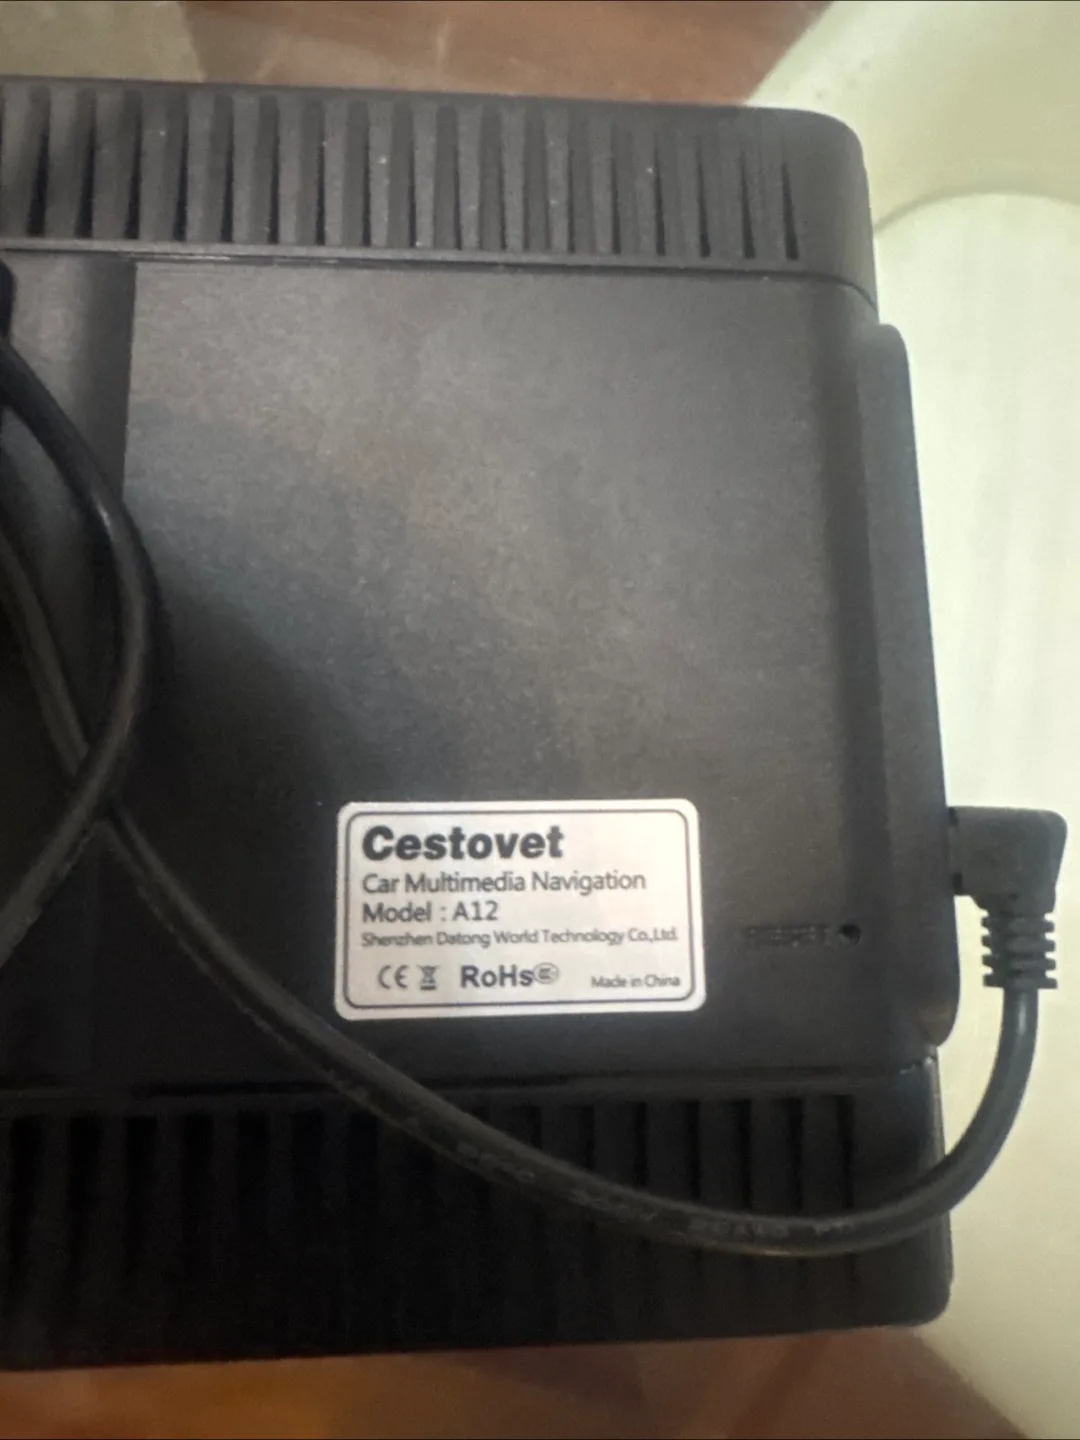 Cestovet
Car Multimedia Navigation
Model : A12
Shenzhen Datong World Technology Co.,Ltd.
CE RoHS
Made in China